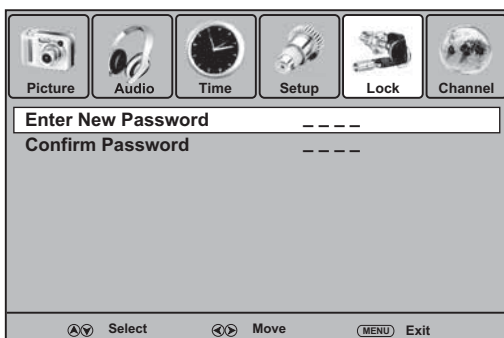 Picture Audio Time Setup Lock Channel
Enter New Password _ _ _ _
Confirm Password _ _ _ _
Select Move MENU Exit